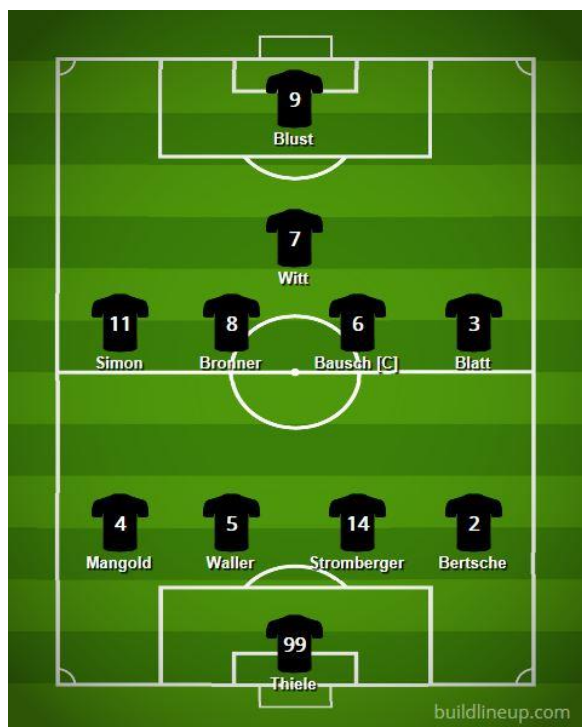 9
Blust
7
Witt
11 8 6 3
Simon Bronner Bausch [C] Blatt
4 5 14 2
Mangold Waller Stromberger Bertsche
99
Thiele
buildlineup.com